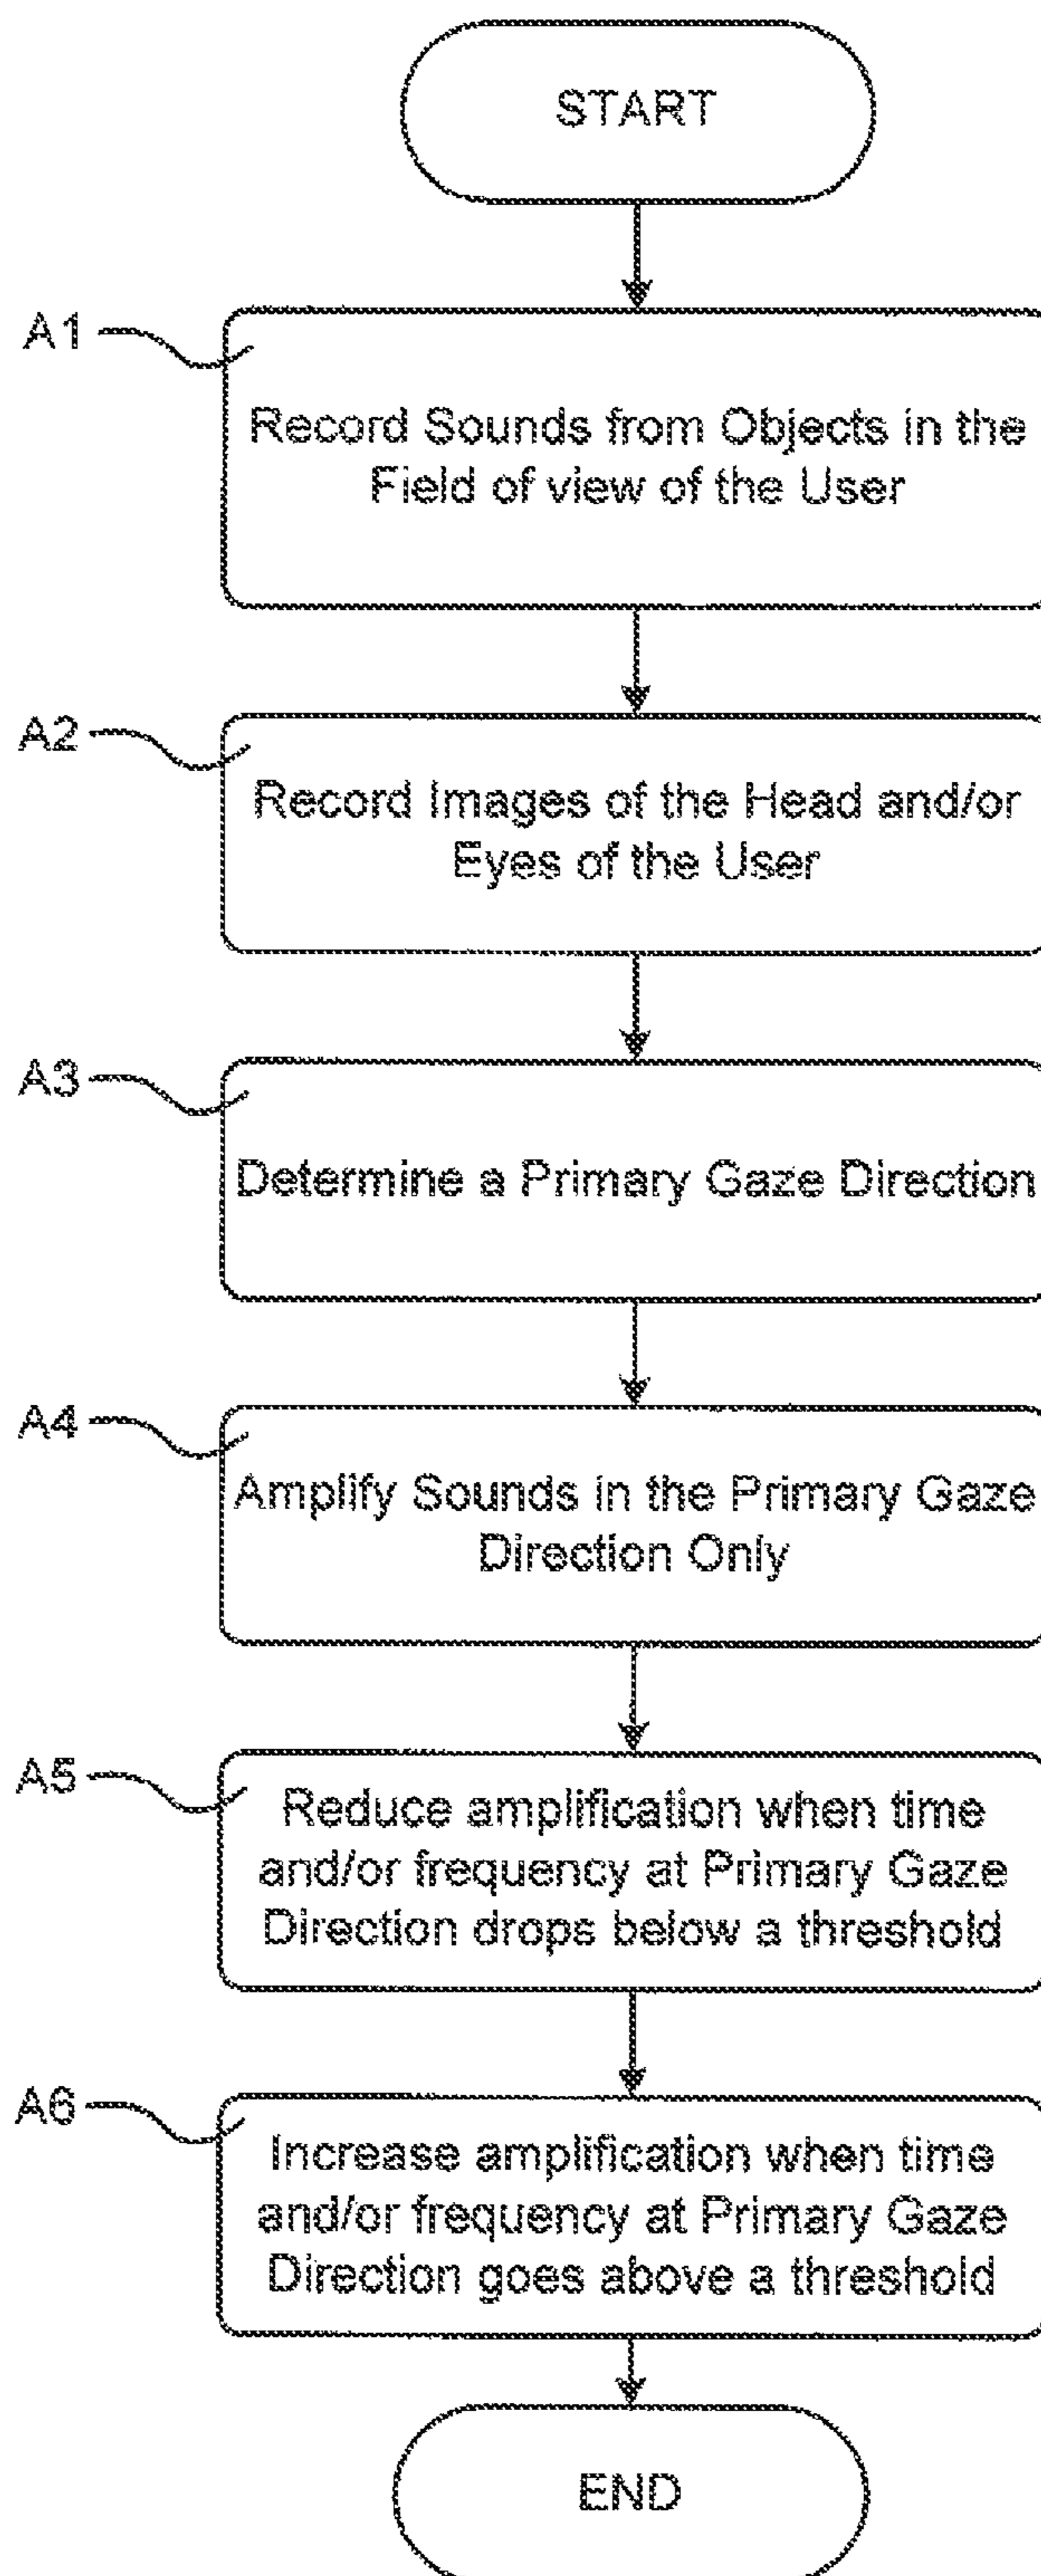 START
A1
Record Sounds from Objects in the
Field of view of the User
A2
Record Images of the Head and/or
Eyes of the User
A3
Determine a Primary Gaze Direction
A4
Amplify Sounds in the Primary Gaze
Direction Only
A5
Reduce amplification when time
and/or frequency at Primary Gaze
Direction drops below a threshold
A6
Increase amplification when time
and/or frequency at Primary Gaze
Direction goes above a threshold
END